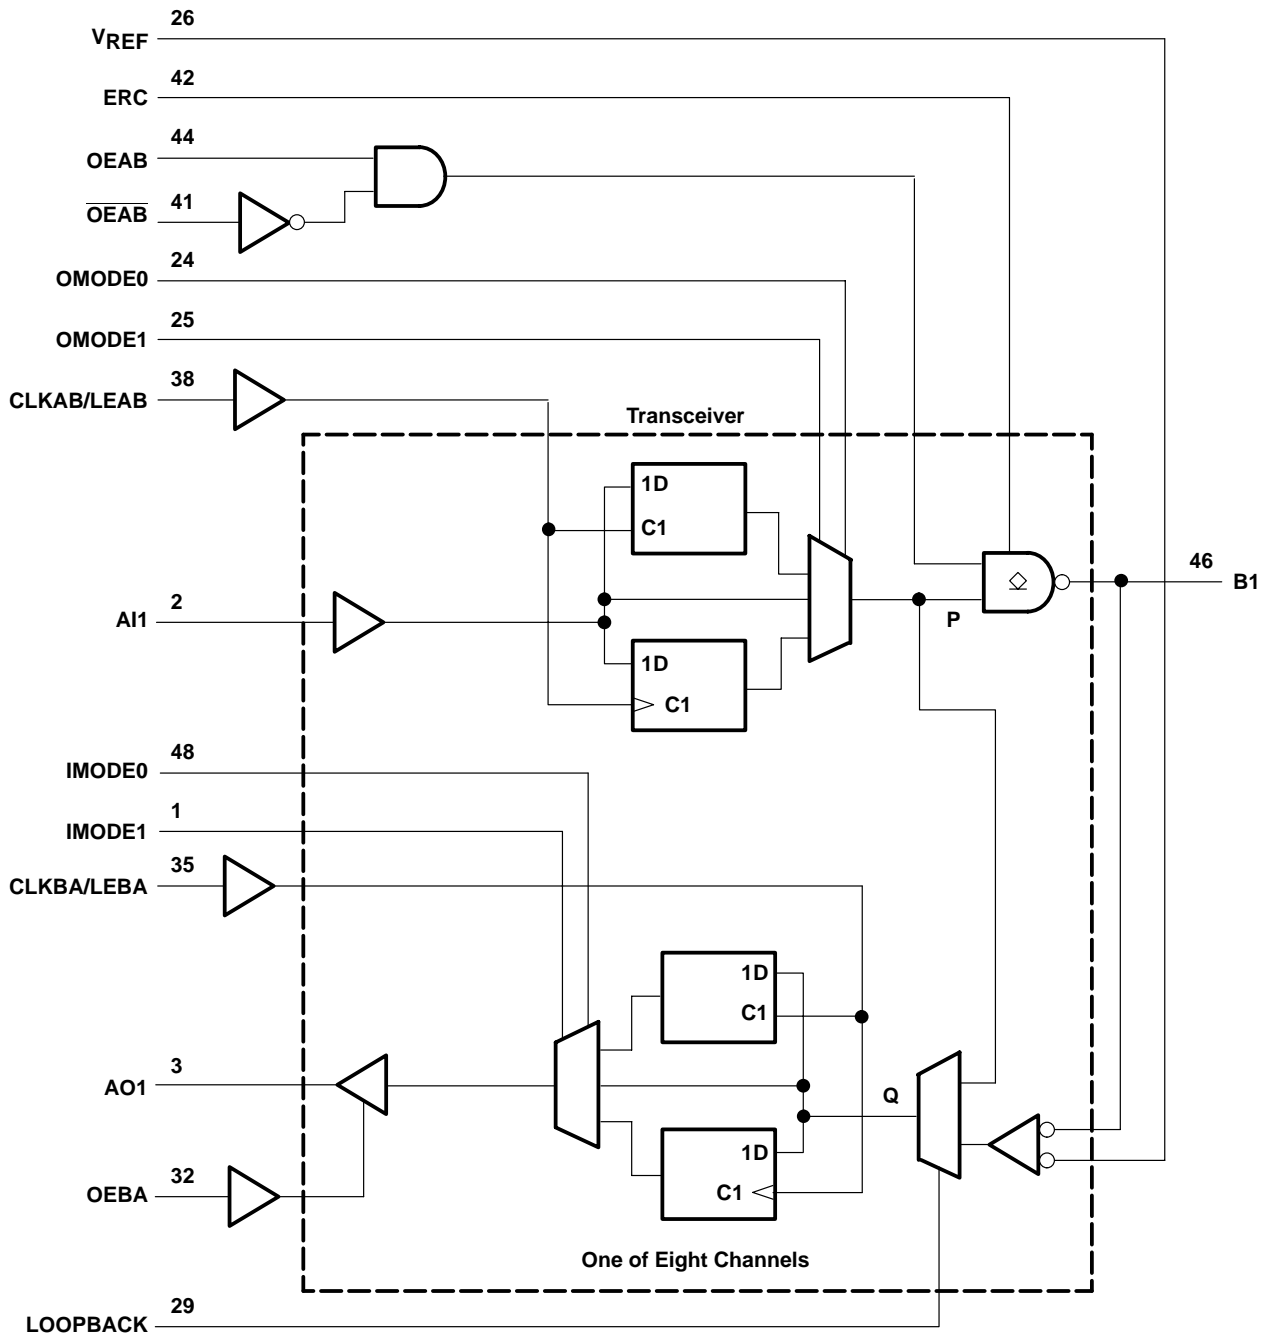 26
VREF
42
ERC
44
OEAB
41
OEAB
24
OMODE0
25
OMODE1
38
CLKAB/LEAB
Transceiver
1D
C1
46
B1
2
AI1
P
1D
C1
48
IMODE0
1
IMODE1
35
CLKBA/LEBA
1D
C1
3
AO1
Q
1D
C1
32
OEBA
One of Eight Channels
29
LOOPBACK